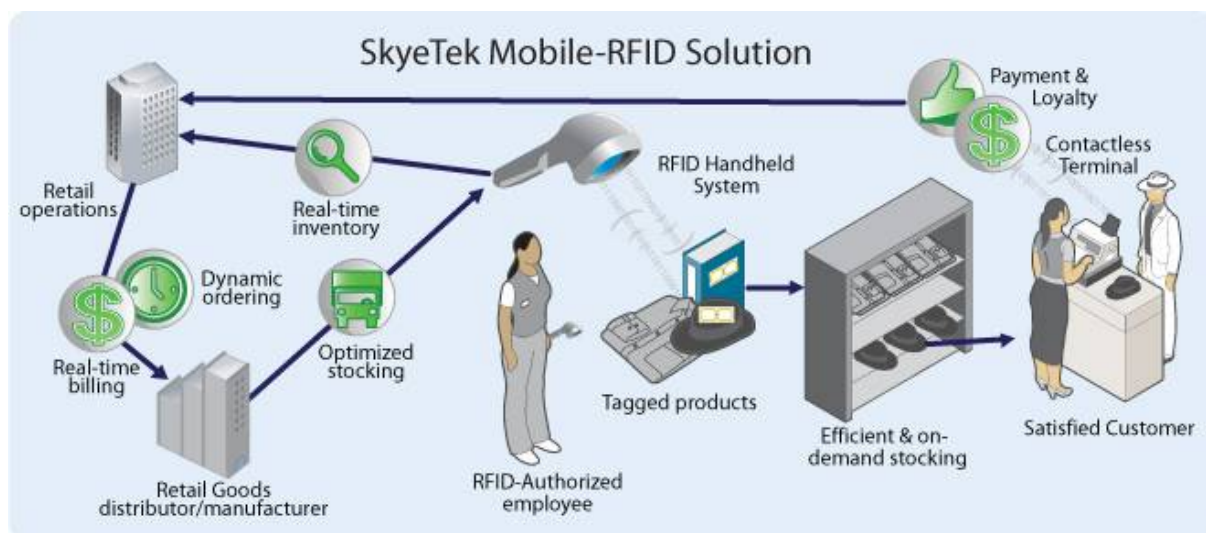 SkyeTek Mobile-RFID Solution
Payment &
Loyalty
Contactless
Terminal
RFID Handheld
System
Retail
operations
Real-time
inventory
Dynamic
ordering
Optimized
stocking
Real-time
billing
Tagged products
Efficient & on-
demand stocking
Satisfied Customer
RFID-Authorized
employee
Retail Goods
distributor/manufacturer